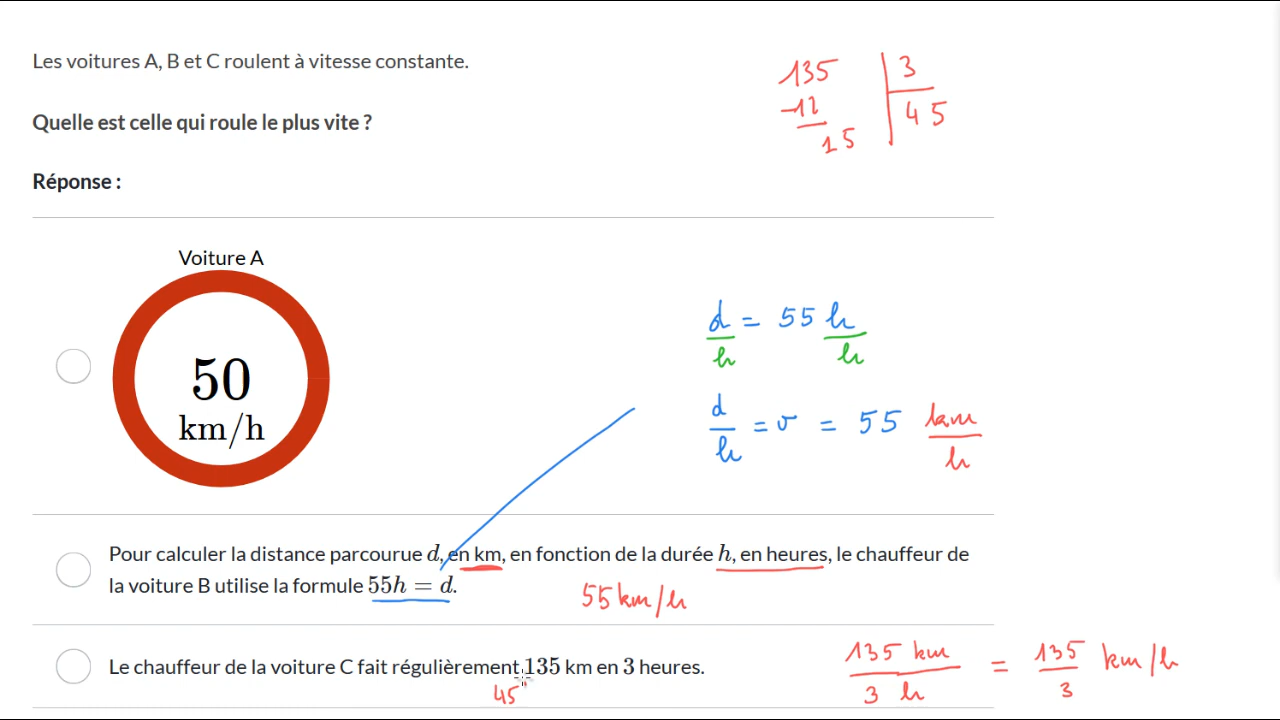 Les voitures A, B et C roulent à vitesse constante.
135 | 3
-12 | 45
15
Quelle est celle qui roule le plus vite ?
Réponse :
Voiture A
50
km/h
d/h = 55 h/h
d/h = v = 55 km/h
Pour calculer la distance parcourue d, en km, en fonction de la durée h, en heures, le chauffeur de
la voiture B utilise la formule 55h = d.
55 km/h
Le chauffeur de la voiture C fait régulièrement 135 km en 3 heures.
45
135 km / 3 h = 135/3 km/h